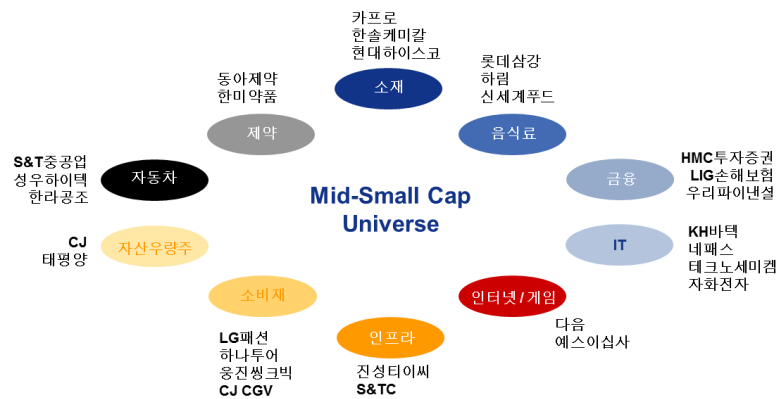 카프로
한솔케미칼
현대하이스코
소재
롯데삼강
하림
신세계푸드
음식료
HMC투자증권
LIG손해보험
우리파이낸셜
금융
KH바텍
네패스
테크노세미켐
자화전자
IT
다음
예스이십사
인터넷/게임
진성티이씨
S&TC
인프라
LG패션
하나투어
웅진씽크빅
CJ CGV
소비재
CJ
태평양
자산우량주
S&T중공업
성우하이텍
한라공조
자동차
동아제약
한미약품
제약
Mid-Small Cap
Universe